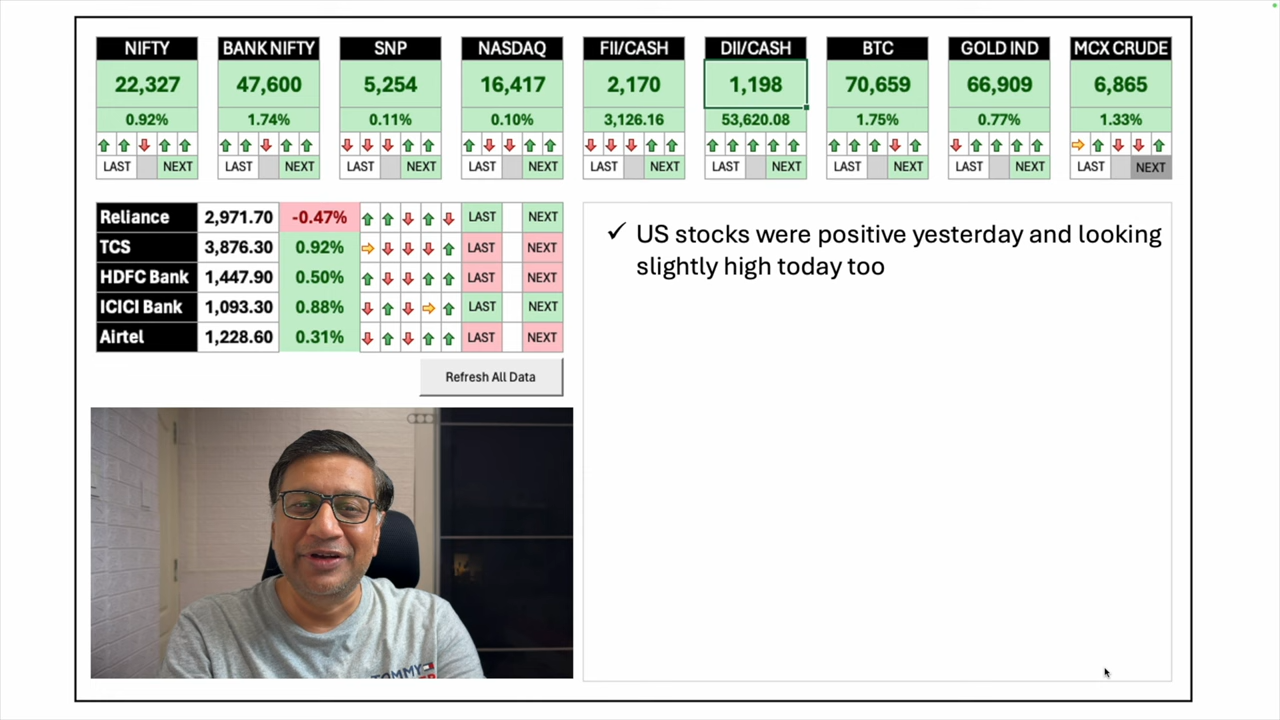 NIFTY BANK NIFTY SNP NASDAQ FII/CASH DII/CASH BTC GOLD IND MCX CRUDE
22,327 47,600 5,254 16,417 2,170 1,198 70,659 66,909 6,865
0.92% 1.74% 0.11% 0.10% 3,126.16 53,620.08 1.75% 0.77% 1.33%
LAST NEXT LAST NEXT LAST NEXT LAST NEXT LAST NEXT LAST NEXT LAST NEXT LAST NEXT LAST NEXT
Reliance 2,971.70 -0.47% LAST NEXT
TCS 3,876.30 0.92% LAST NEXT
HDFC Bank 1,447.90 0.50% LAST NEXT
ICICI Bank 1,093.30 0.88% LAST NEXT
Airtel 1,228.60 0.31% LAST NEXT
Refresh All Data
US stocks were positive yesterday and looking
slightly high today too
TOMMY